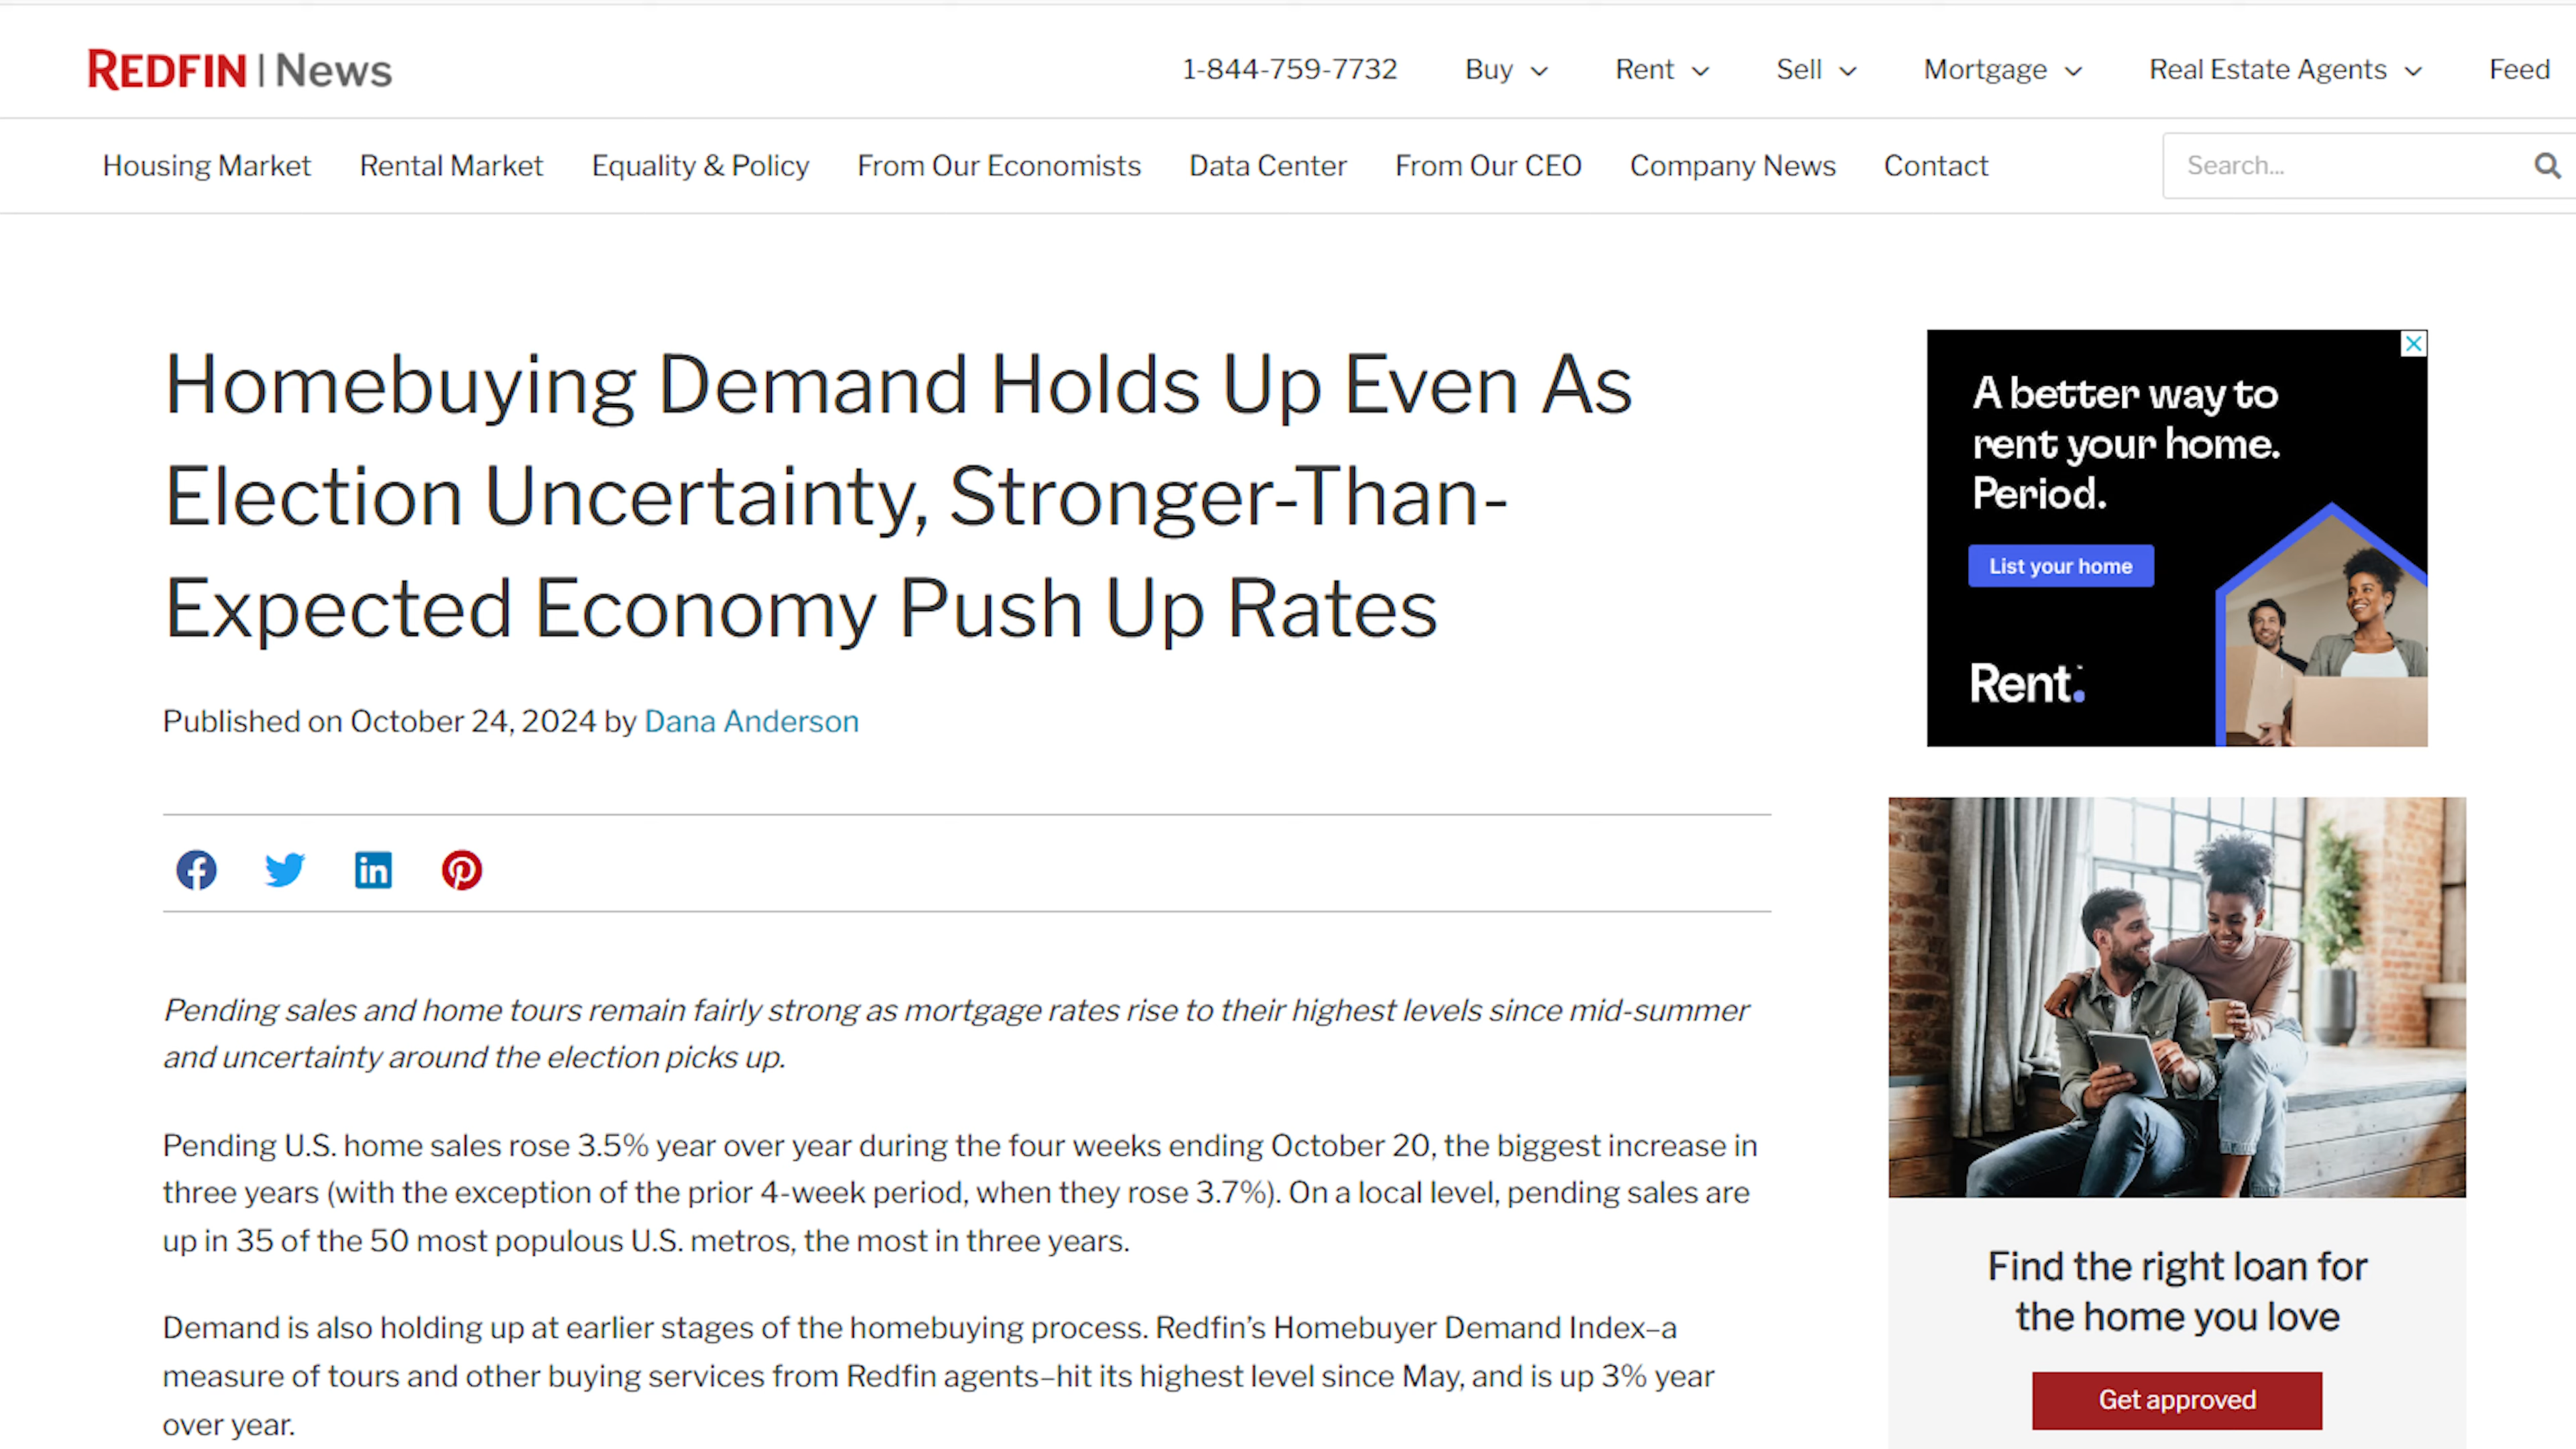 REDFIN | News
1-844-759-7732 Buy Rent Sell Mortgage Real Estate Agents Feed
Housing Market Rental Market Equality & Policy From Our Economists Data Center From Our CEO Company News Contact Search...
Homebuying Demand Holds Up Even As
Election Uncertainty, Stronger-Than-
Expected Economy Push Up Rates
Published on October 24, 2024 by Dana Anderson
Pending sales and home tours remain fairly strong as mortgage rates rise to their highest levels since mid-summer
and uncertainty around the election picks up.
Pending U.S. home sales rose 3.5% year over year during the four weeks ending October 20, the biggest increase in
three years (with the exception of the prior 4-week period, when they rose 3.7%). On a local level, pending sales are
up in 35 of the 50 most populous U.S. metros, the most in three years.
Demand is also holding up at earlier stages of the homebuying process. Redfin’s Homebuyer Demand Index–a
measure of tours and other buying services from Redfin agents–hit its highest level since May, and is up 3% year
over year.
A better way to
rent your home.
Period.
List your home
Rent.
Find the right loan for
the home you love
Get approved